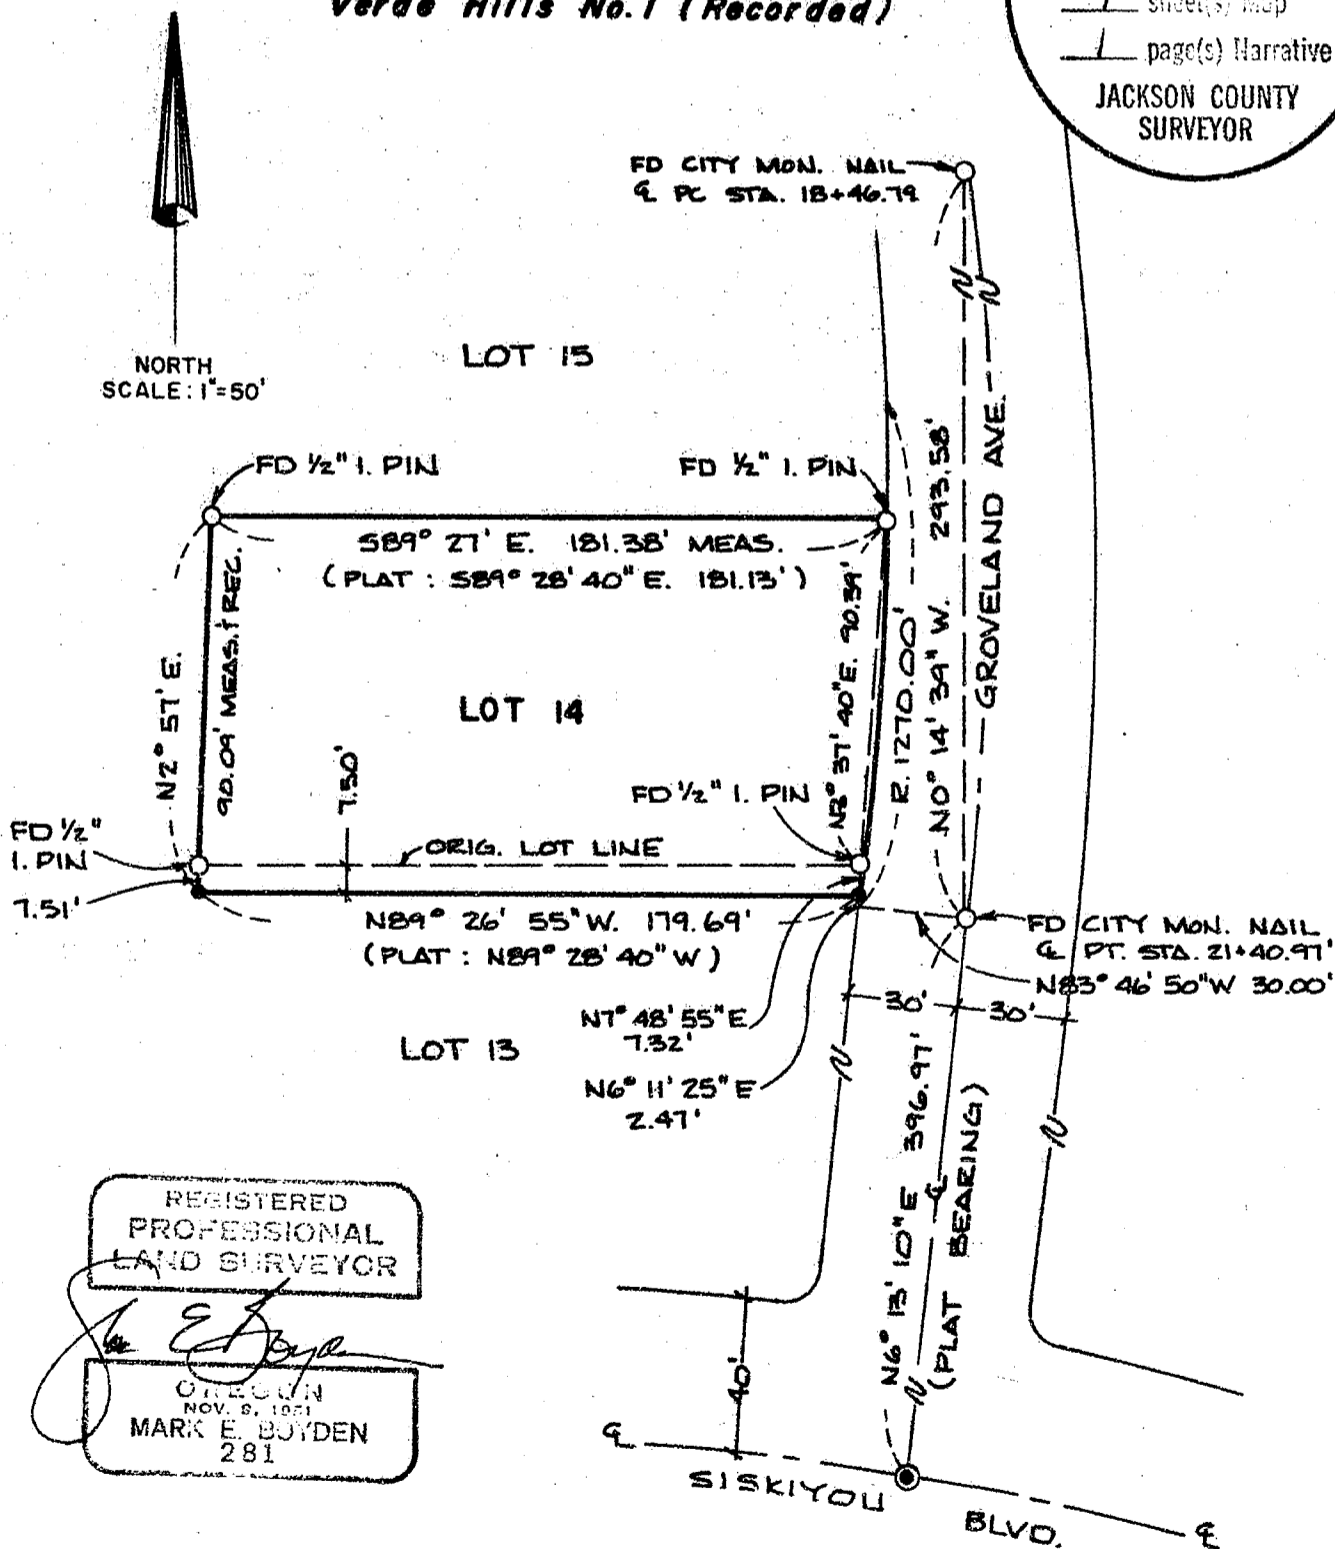 Verde Hills No.1 (Recorded)
sheet(s) Map
1 page(s) Narrative
JACKSON COUNTY
SURVEYOR
NORTH
SCALE: 1"=50'
FD CITY MON. NAIL
℄ PC STA. 18+46.79
LOT 15
FD 1/2" I. PIN
FD 1/2" I. PIN
S89° 27' E. 181.38' MEAS.
(PLAT : S89° 28' 40" E. 181.13')
N2° 57' E.
90.09' MEAS. & REC.
LOT 14
7.50'
37' 40" E. 90.39'
R. 1270.00'
N0° 14' 39" W. 293.58'
GROVELAND AVE.
FD 1/2" I. PIN
FD 1/2"
I. PIN
7.51'
ORIG. LOT LINE
N89° 26' 55" W. 179.69'
(PLAT : N89° 28' 40" W)
FD CITY MON. NAIL
℄ PT. STA. 21+40.97'
N83° 46' 50" W 30.00'
30'
30'
N7° 48' 55" E
7.32'
N6° 11' 25" E
2.47'
LOT 13
N6° 13' 10" E 396.97'
℄
(PLAT BEARING)
40'
REGISTERED
PROFESSIONAL
LAND SURVEYOR
OREGON
NOV. 9, 1951
MARK E. BOYDEN
281
℄
SISKIYOU
BLVD.
℄